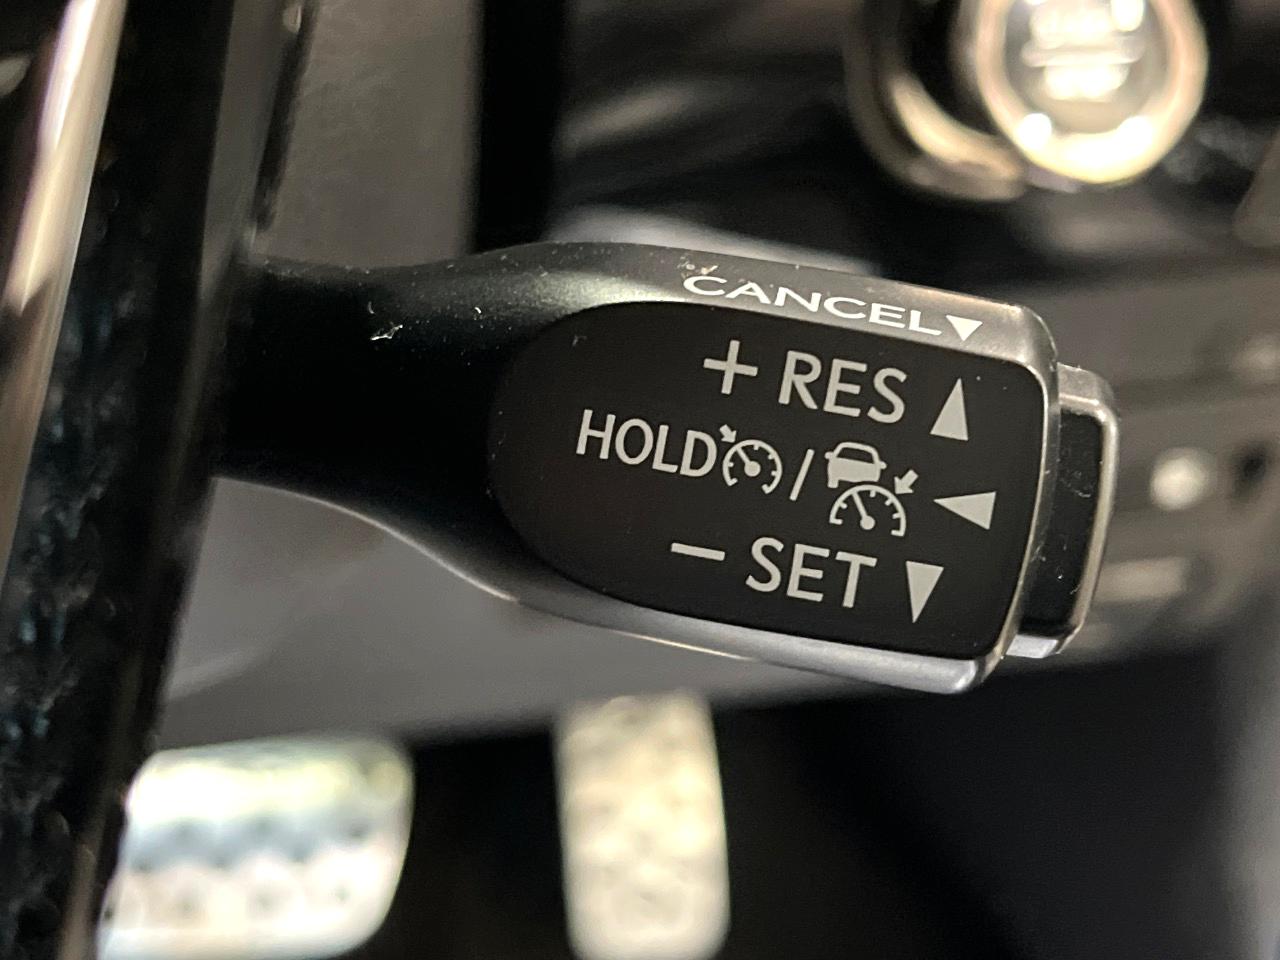 CANCEL▼
+ RES ▲
HOLD / ◀
− SET ▼